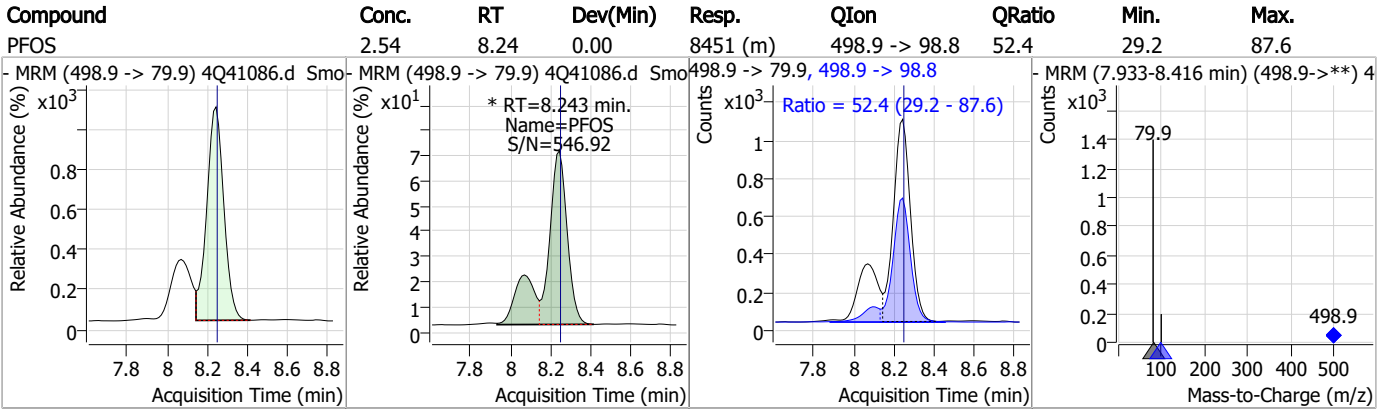 Compound Conc. RT Dev(Min) Resp. QIon QRatio Min. Max.
PFOS 2.54 8.24 0.00 8451 (m) 498.9 -> 98.8 52.4 29.2 87.6
- MRM (498.9 -> 79.9) 4Q41086.d Smo
Relative Abundance (%)
x10³
0.8
0.6
0.4
0.2
0
7.8 8 8.2 8.4 8.6 8.8
Acquisition Time (min)
- MRM (498.9 -> 79.9) 4Q41086.d Smo
Relative Abundance (%)
x10¹
* RT=8.243 min.
Name=PFOS
S/N=546.92
7
6
5
4
3
2
1
0
7.8 8 8.2 8.4 8.6 8.8
Acquisition Time (min)
498.9 -> 79.9, 498.9 -> 98.8
Counts
x10³
Ratio = 52.4 (29.2 - 87.6)
1
0.8
0.6
0.4
0.2
0
7.8 8 8.2 8.4 8.6 8.8
Acquisition Time (min)
- MRM (7.933-8.416 min) (498.9->**) 4
Counts
x10³
79.9
1.4
1.2
1
0.8
0.6
0.4
0.2
0
498.9
100 200 300 400 500
Mass-to-Charge (m/z)